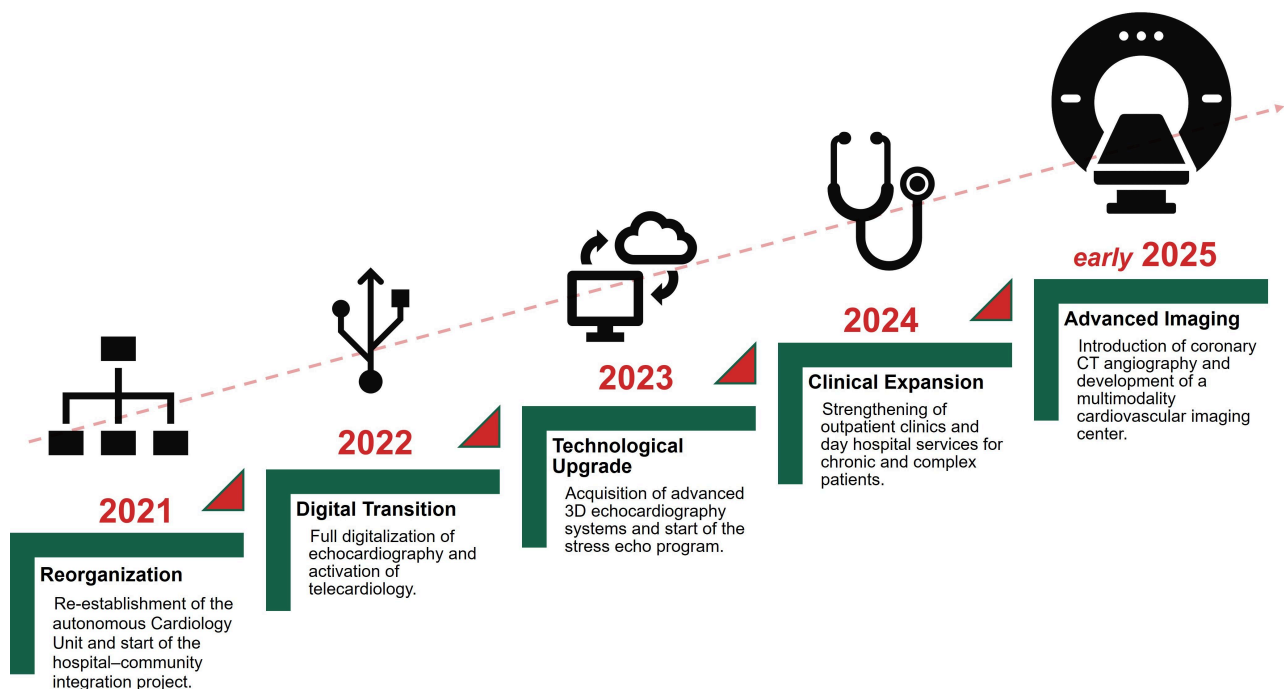 2021
Reorganization
Re-establishment of the
autonomous Cardiology
Unit and start of the
hospital–community
integration project.
2022
Digital Transition
Full digitalization of
echocardiography and
activation of
telecardiology.
2023
Technological
Upgrade
Acquisition of advanced
3D echocardiography
systems and start of the
stress echo program.
2024
Clinical Expansion
Strengthening of
outpatient clinics and
day hospital services for
chronic and complex
patients.
early 2025
Advanced Imaging
Introduction of coronary
CT angiography and
development of a
multimodality
cardiovascular imaging
center.